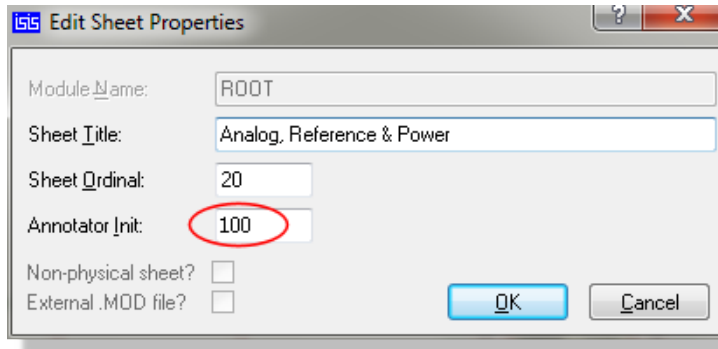 isis Edit Sheet Properties ? X
Module Name: ROOT
Sheet Title: Analog, Reference & Power
Sheet Ordinal: 20
Annotator Init: 100
Non-physical sheet?
External .MOD file?
OK Cancel